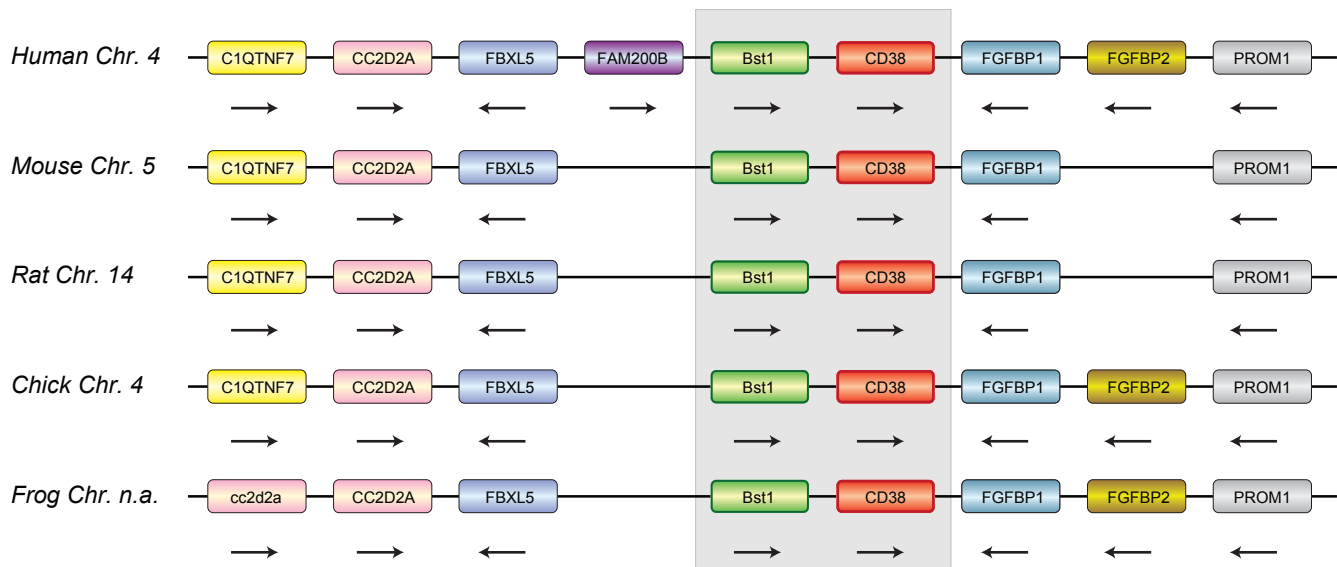 Human Chr. 4 C1QTNF7 CC2D2A FBXL5 FAM200B Bst1 CD38 FGFBP1 FGFBP2 PROM1
Mouse Chr. 5 C1QTNF7 CC2D2A FBXL5 Bst1 CD38 FGFBP1 PROM1
Rat Chr. 14 C1QTNF7 CC2D2A FBXL5 Bst1 CD38 FGFBP1 PROM1
Chick Chr. 4 C1QTNF7 CC2D2A FBXL5 Bst1 CD38 FGFBP1 FGFBP2 PROM1
Frog Chr. n.a. cc2d2a CC2D2A FBXL5 Bst1 CD38 FGFBP1 FGFBP2 PROM1